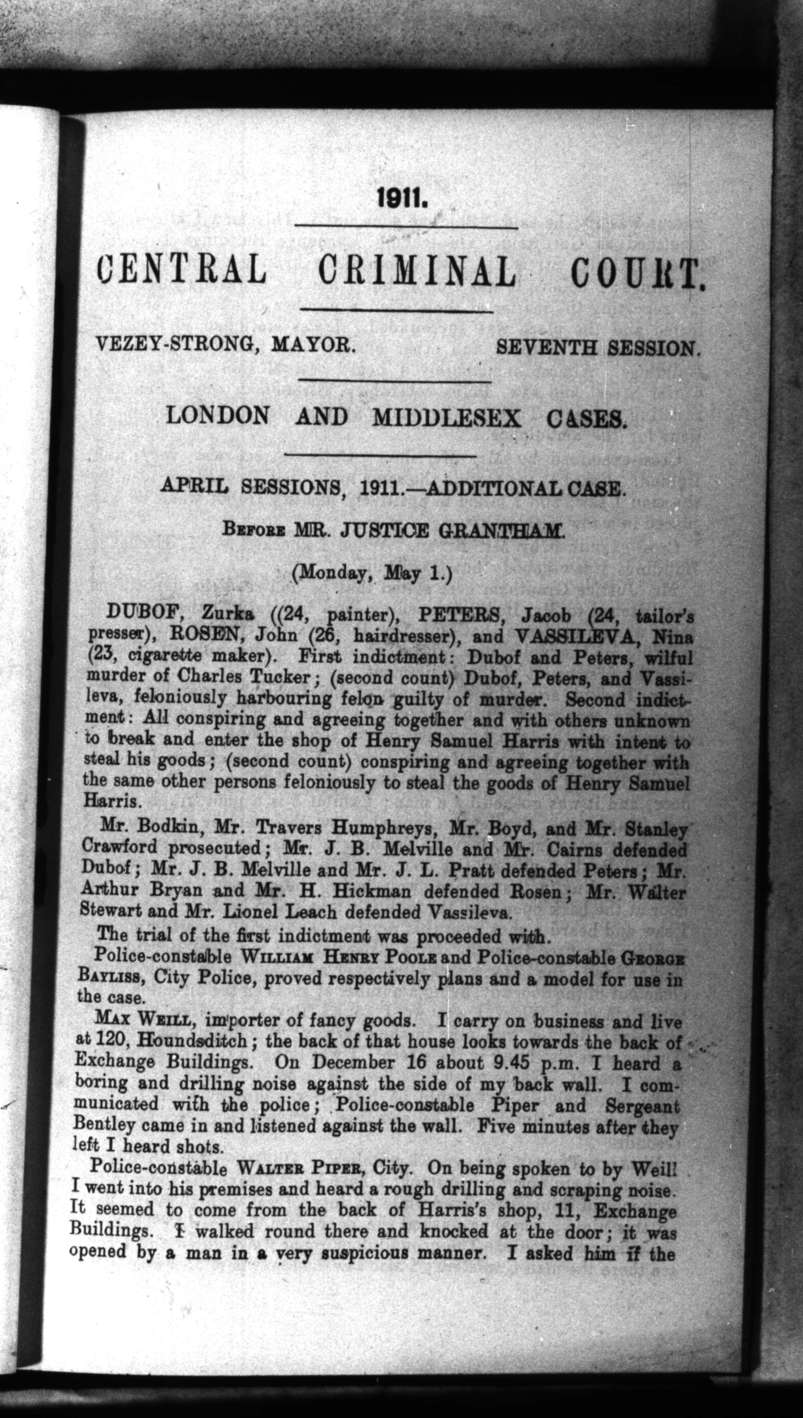 1911.
CENTRAL CRIMINAL COURT.
VEZEY-STRONG, MAYOR. SEVENTH SESSION.
LONDON AND MIDDLESEX CASES.
APRIL SESSIONS, 1911.—ADDITIONAL CASE.
BEFORE MR. JUSTICE GRANTHAM.
(Monday, May 1.)
DUBOF, Zurka ((24, painter), PETERS, Jacob (24, tailor's
presser), ROSEN, John (26, hairdresser), and VASSILEVA, Nina
(23, cigarette maker). First indictment: Dubof and Peters, wilful
murder of Charles Tucker; (second count) Dubof, Peters, and Vassi-
leva, feloniously harbouring felon guilty of murder. Second indict-
ment: All conspiring and agreeing together and with others unknown
to break and enter the shop of Henry Samuel Harris with intent to
steal his goods; (second count) conspiring and agreeing together with
the same other persons feloniously to steal the goods of Henry Samuel
Harris.
Mr. Bodkin, Mr. Travers Humphreys, Mr. Boyd, and Mr. Stanley
Crawford prosecuted; Mr. J. B. Melville and Mr. Cairns defended
Dubof; Mr. J. B. Melville and Mr. J. L. Pratt defended Peters; Mr.
Arthur Bryan and Mr. H. Hickman defended Rosen; Mr. Walter
Stewart and Mr. Lionel Leach defended Vassileva.
The trial of the first indictment was proceeded with.
Police-constable WILLIAM HENRY POOLE and Police-constable GEORGE
BAYLISS, City Police, proved respectively plans and a model for use in
the case.
MAX WEILL, importer of fancy goods. I carry on business and live
at 120, Houndsditch; the back of that house looks towards the back of
Exchange Buildings. On December 16 about 9.45 p.m. I heard a
boring and drilling noise against the side of my back wall. I com-
municated with the police; Police-constable Piper and Sergeant
Bentley came in and listened against the wall. Five minutes after they
left I heard shots.
Police-constable WALTER PIPER, City. On being spoken to by Weill
I went into his premises and heard a rough drilling and scraping noise.
It seemed to come from the back of Harris's shop, 11, Exchange
Buildings. I walked round there and knocked at the door; it was
opened by a man in a very suspicious manner. I asked him if the